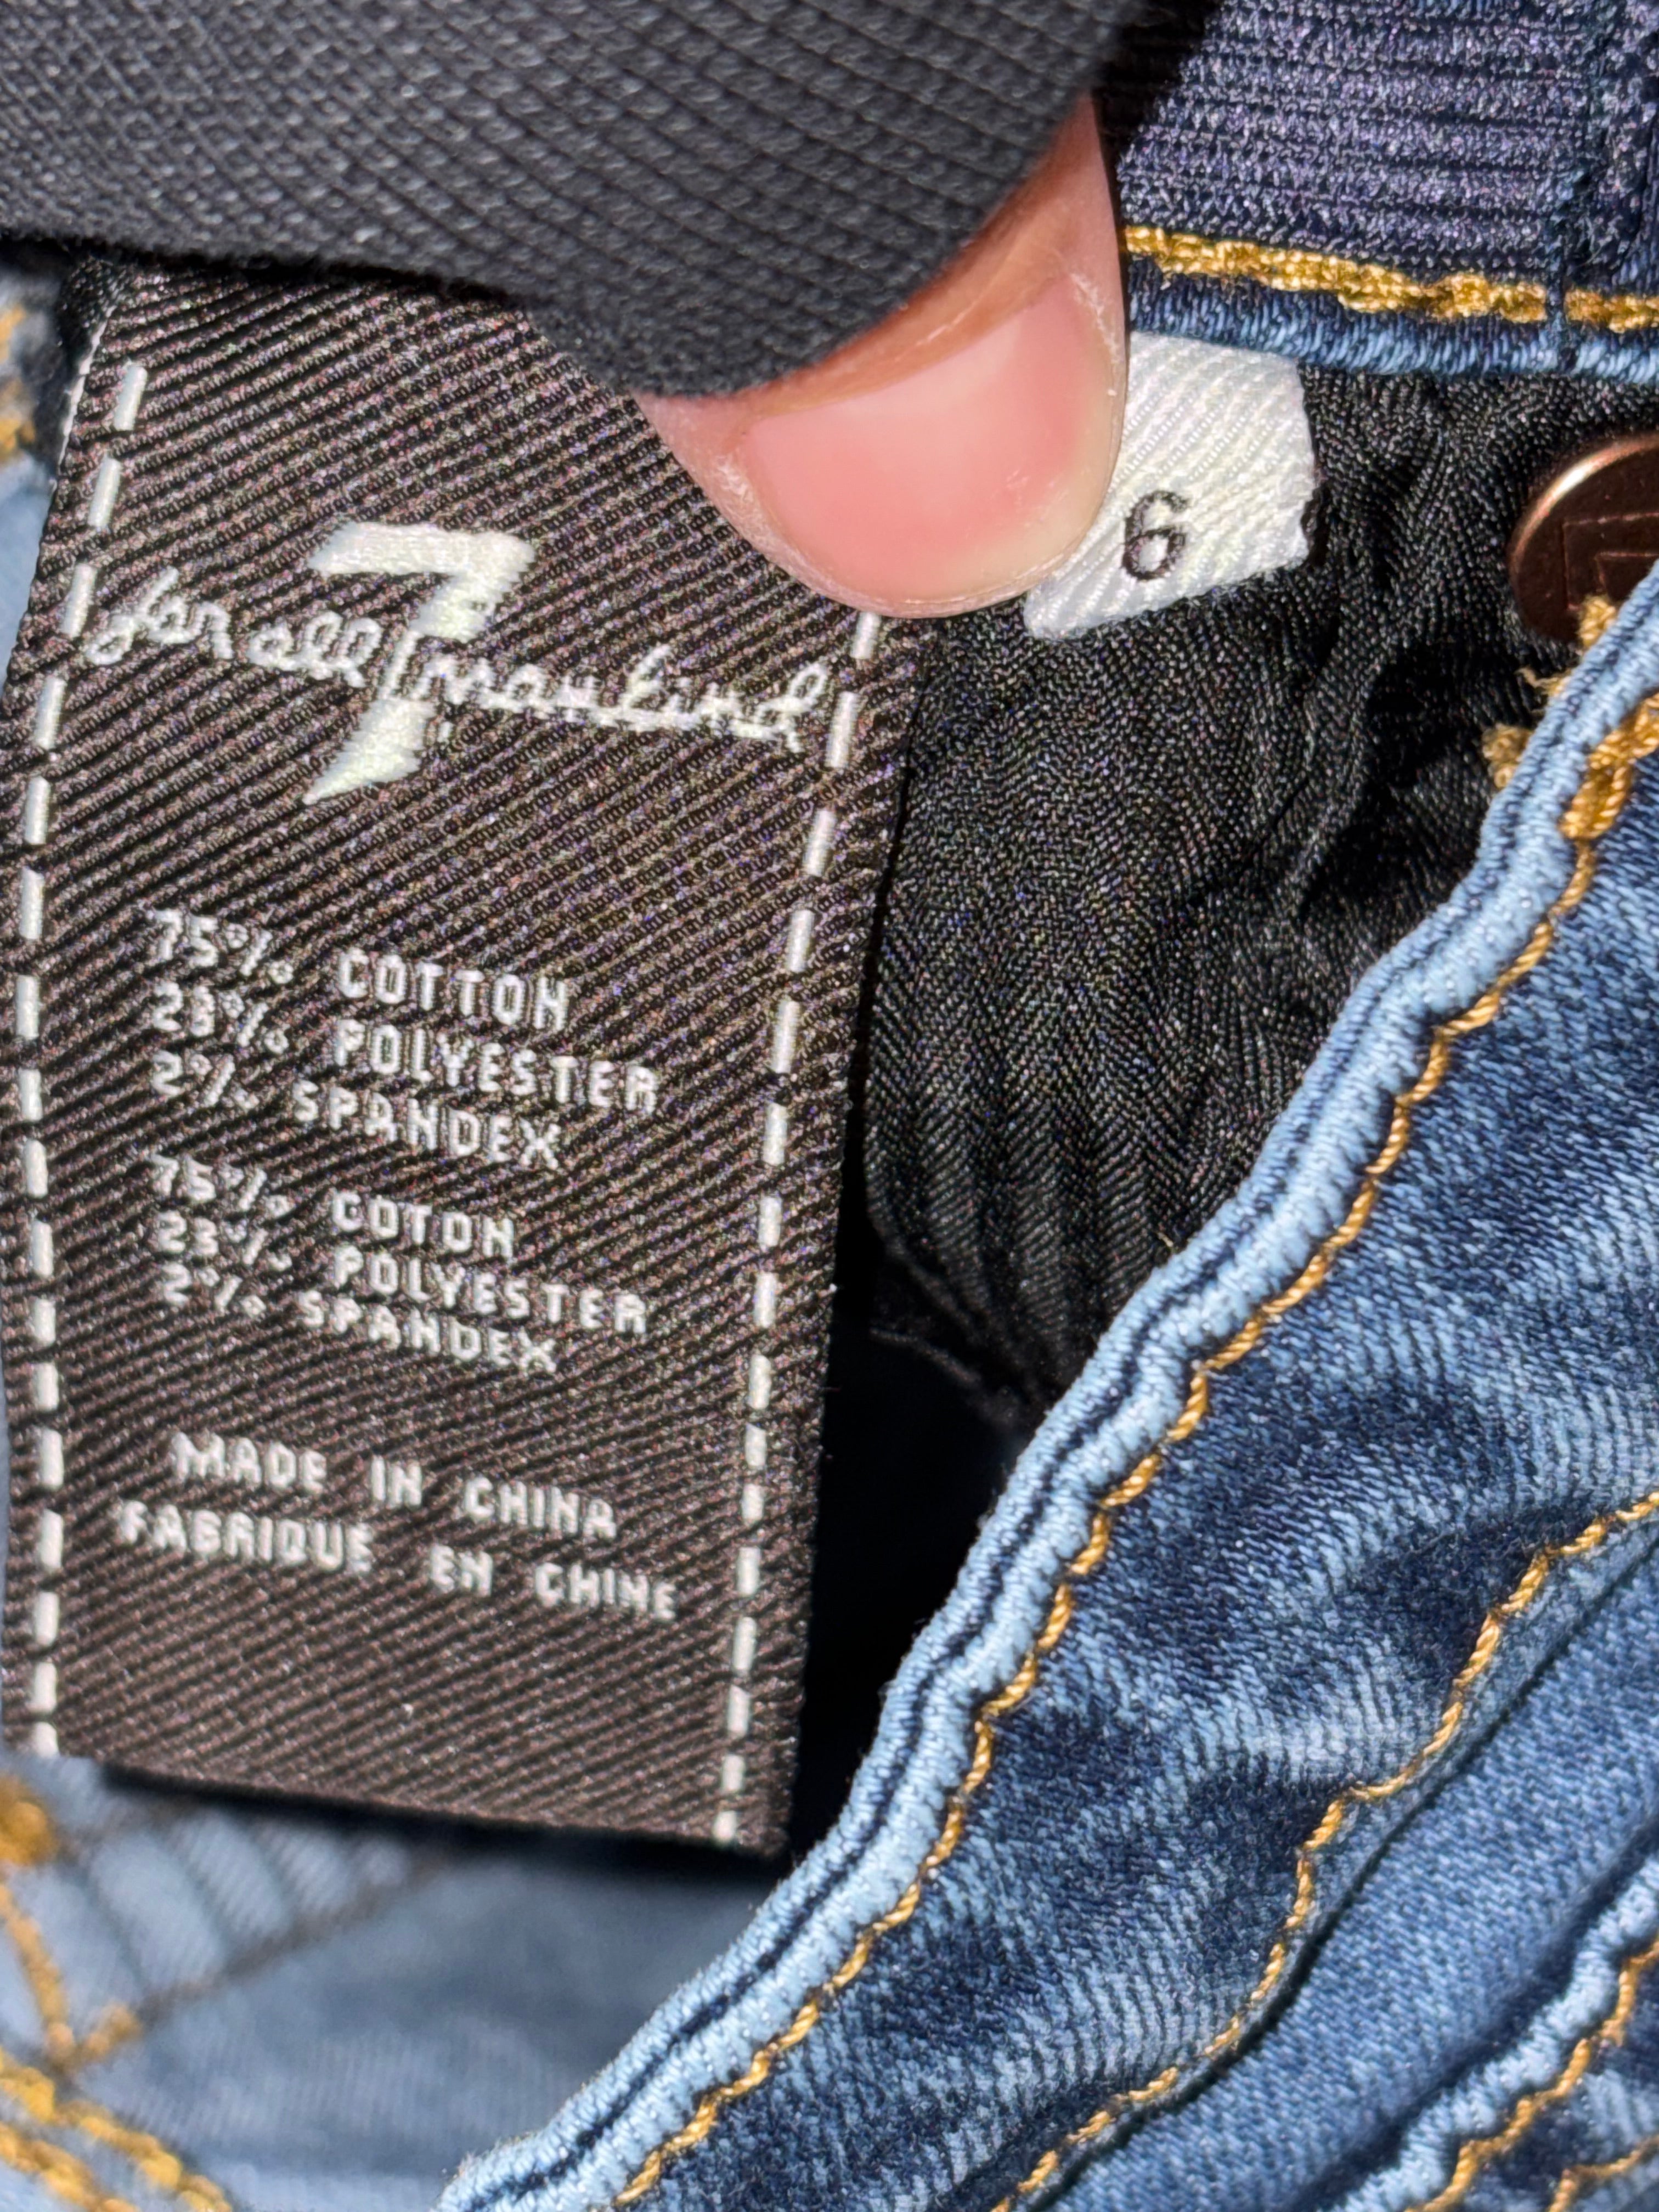 7
for all mankind
6
75% COTTON
23% POLYESTER
2% SPANDEX
75% COTON
23% POLYESTER
2% SPANDEX
MADE IN CHINA
FABRIQUE EN CHINE